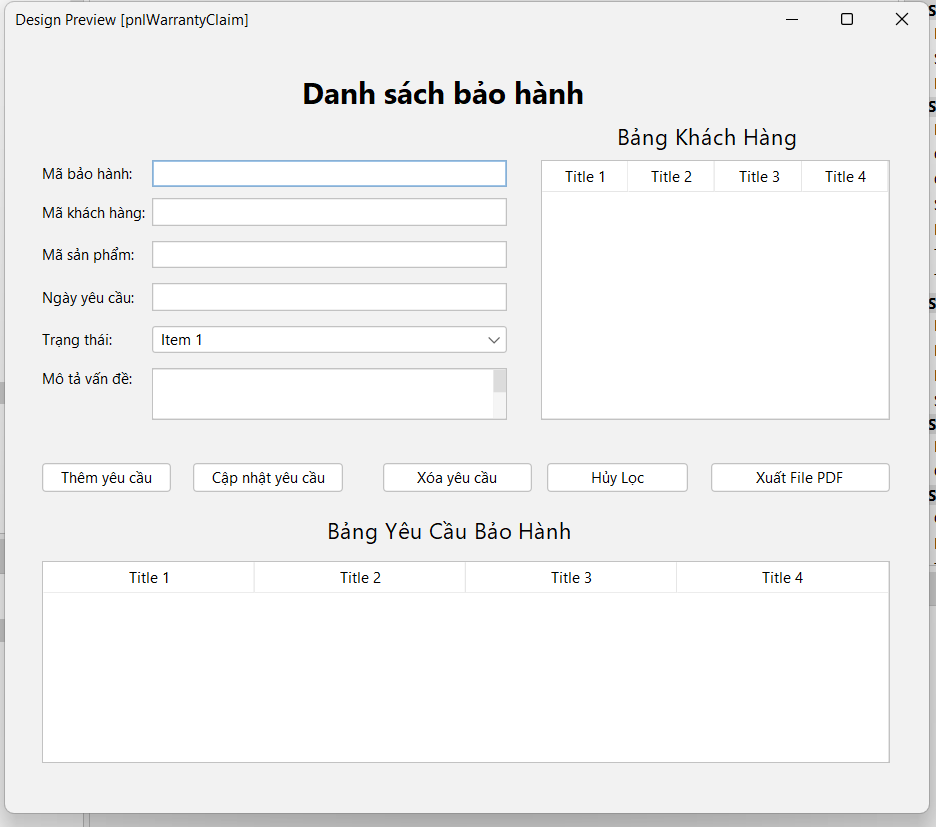 Design Preview [pnlWarrantyClaim]
Danh sách bảo hành
Bảng Khách Hàng
Mã bảo hành:
Title 1 Title 2 Title 3 Title 4
Mã khách hàng:
Mã sản phẩm:
Ngày yêu cầu:
Trạng thái: Item 1
Mô tả vấn đề:
Thêm yêu cầu Cập nhật yêu cầu Xóa yêu cầu Hủy Lọc Xuất File PDF
Bảng Yêu Cầu Bảo Hành
Title 1 Title 2 Title 3 Title 4